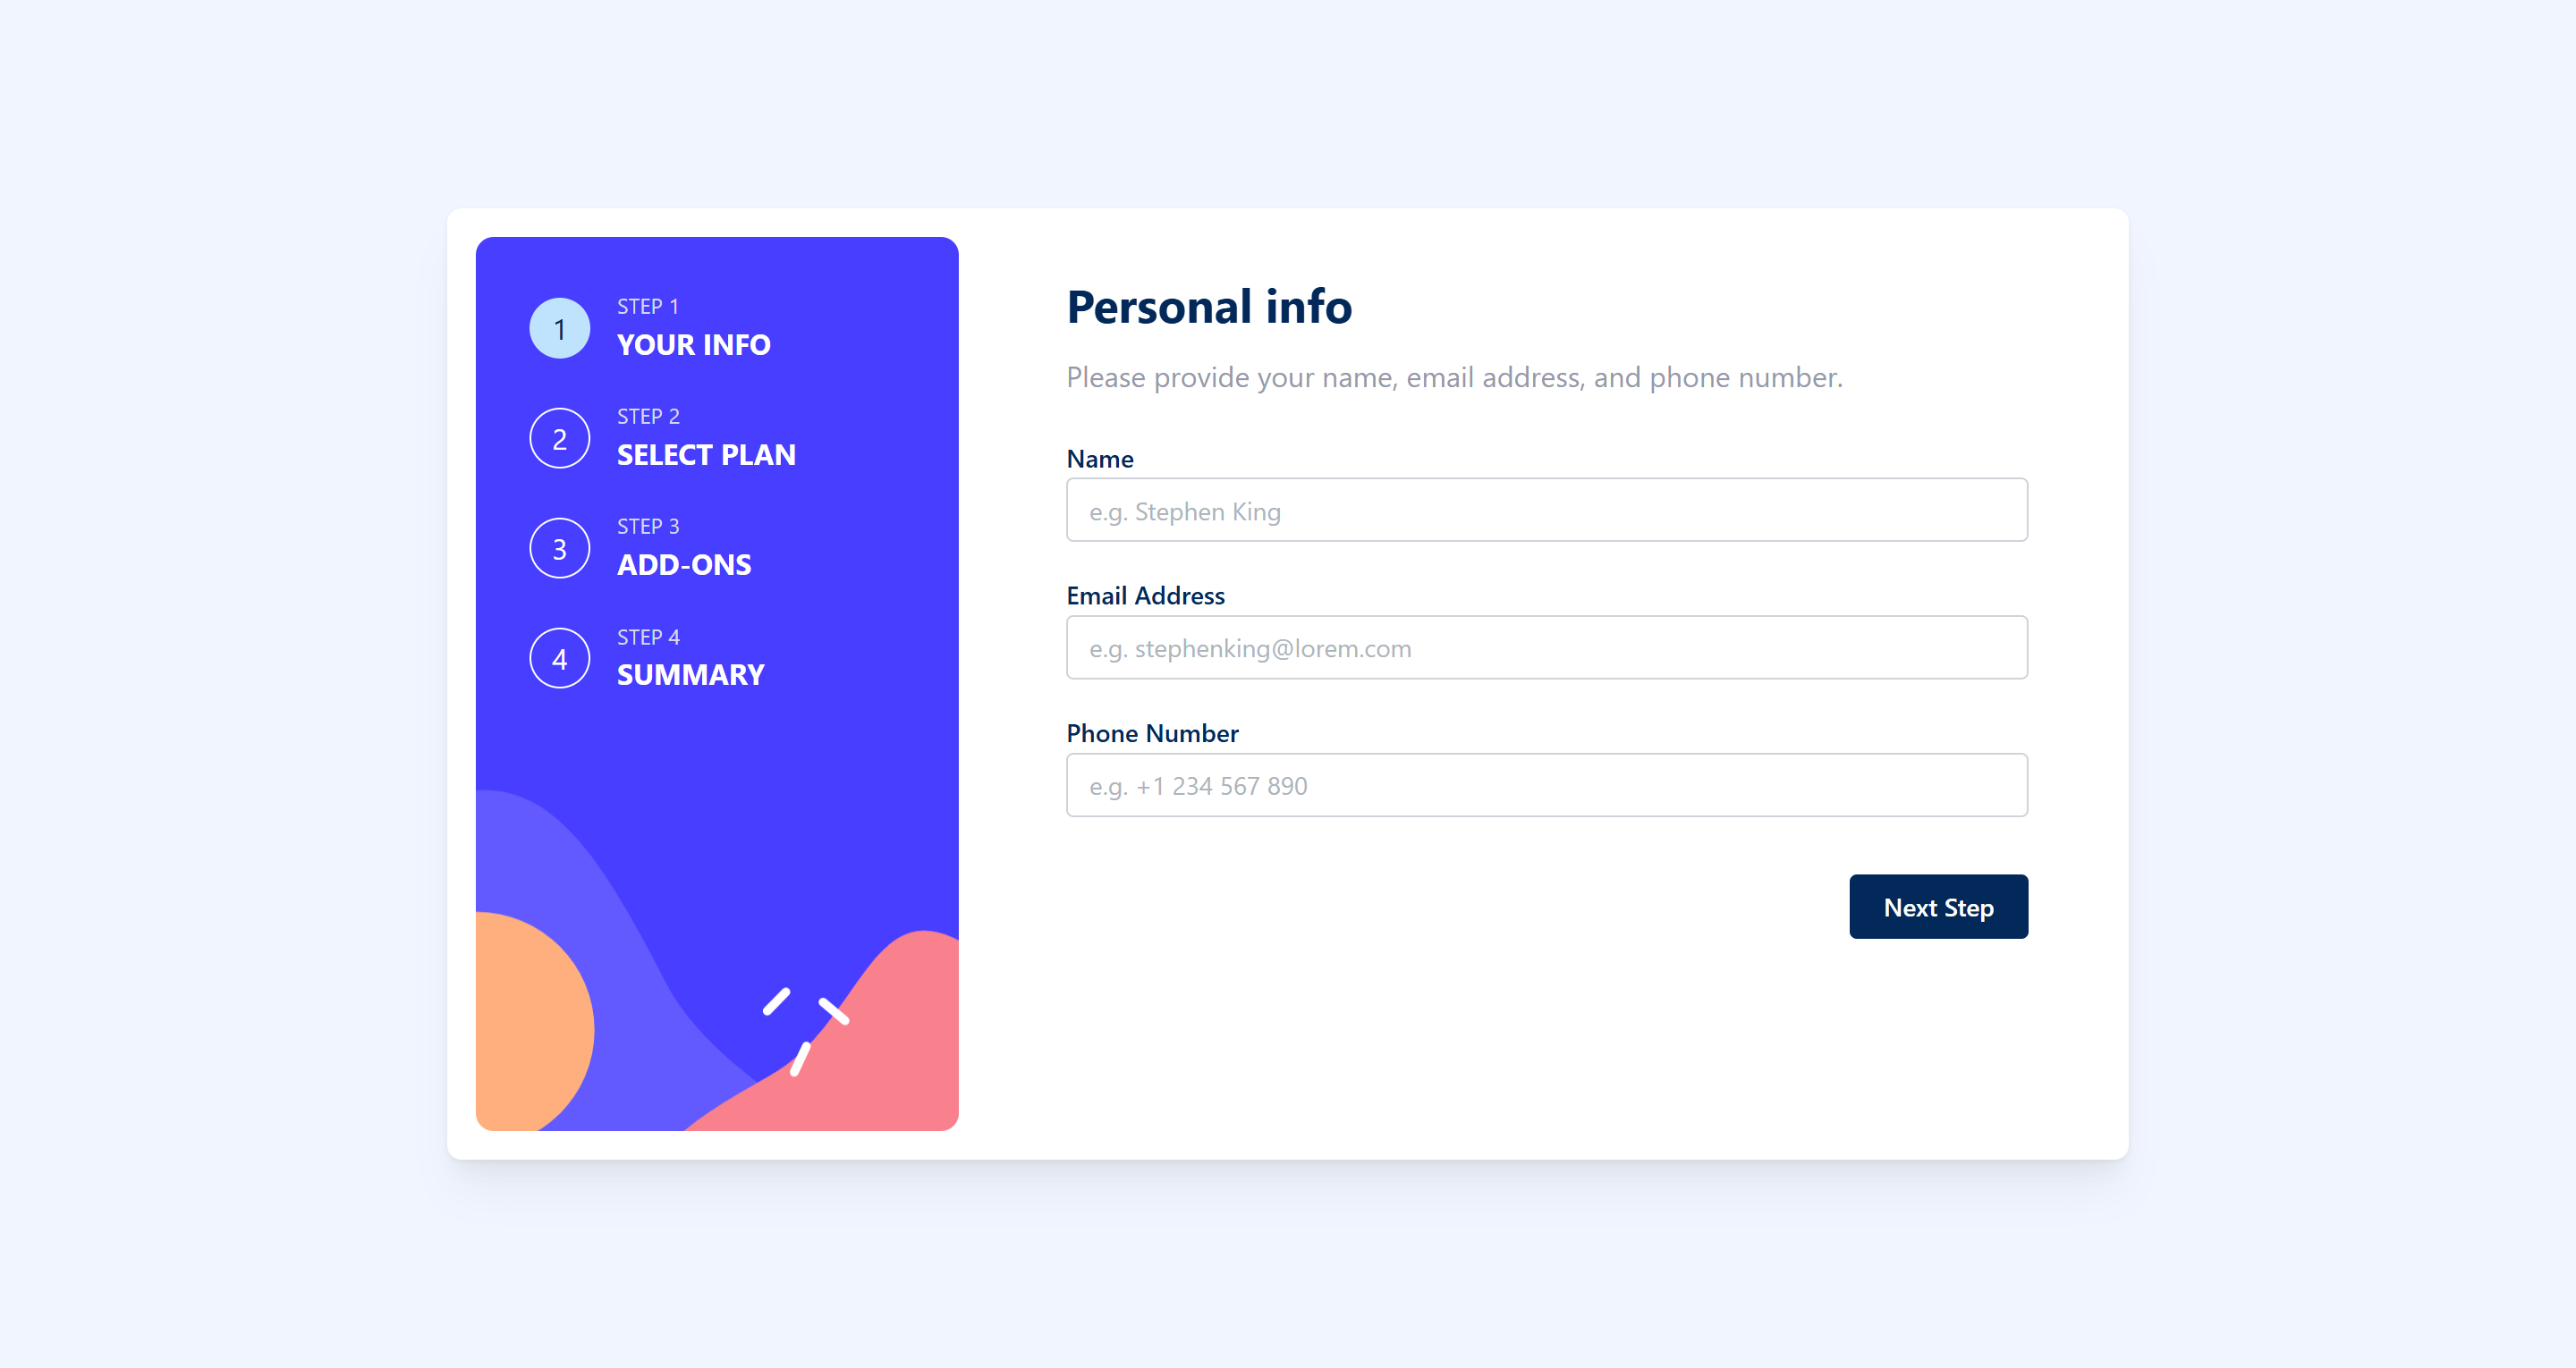 1
STEP 1
YOUR INFO
2
STEP 2
SELECT PLAN
3
STEP 3
ADD-ONS
4
STEP 4
SUMMARY
Personal info
Please provide your name, email address, and phone number.
Name
e.g. Stephen King
Email Address
e.g. stephenking@lorem.com
Phone Number
e.g. +1 234 567 890
Next Step